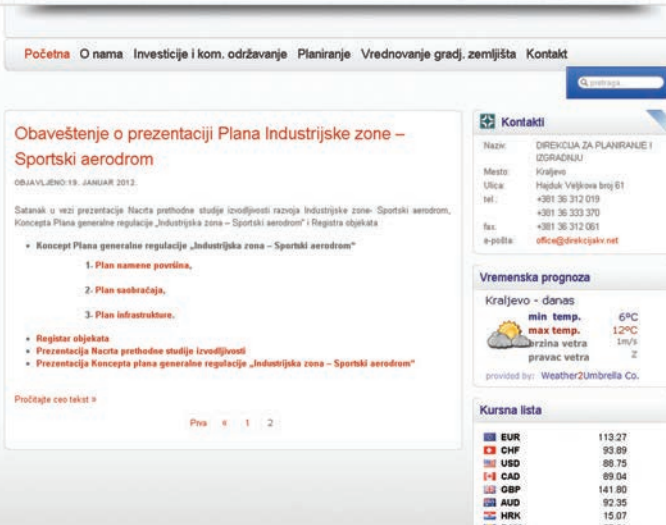 Početna O nama Investicije i kom. održavanje Planiranje Vrednovanje gradj. zemljišta Kontakt
pretraga...
Obaveštenje o prezentaciji Plana Industrijske zone –
Sportski aerodrom
OBJAVLJENO:19. JANUAR 2012.
Satanak u vezi prezentacije Nacrta prethodne studije izvodljivosti razvoja Industrijske zone- Sportski aerodrom,
Koncepta Plana generalne regulacije „Industrijska zona – Sportski aerodrom" i Registra objekata
Koncept Plana generalne regulacije „Industrijska zona – Sportski aerodrom"
1- Plan namene površina,
2- Plan saobraćaja,
3- Plan infrastrukture.
Registar objekata
Prezentacija Nacrta prethodne studije izvodljivosti
Prezentacija Koncepta plana generalne regulacije „Industrijska zona – Sportski aerodrom"
Pročitajte ceo tekst »
Prva « 1 2
Kontakti
Naziv: DIREKCIJA ZA PLANIRANJE I
IZGRADNJU
Mesto: Kraljevo
Ulica: Hajduk Veljkova broj 61
tel.: +381 36 312 019
+381 36 333 370
fax: +381 36 312 061
e-pošta: office@direkcijakv.net
Vremenska prognoza
Kraljevo - danas
min temp. 6ºC
max temp. 12ºC
brzina vetra 1m/s
pravac vetra Z
provided by: Weather2Umbrella Co.
Kursna lista
EUR 113.27
CHF 93.89
USD 88.75
CAD 89.04
GBP 141.80
AUD 92.35
HRK 15.07